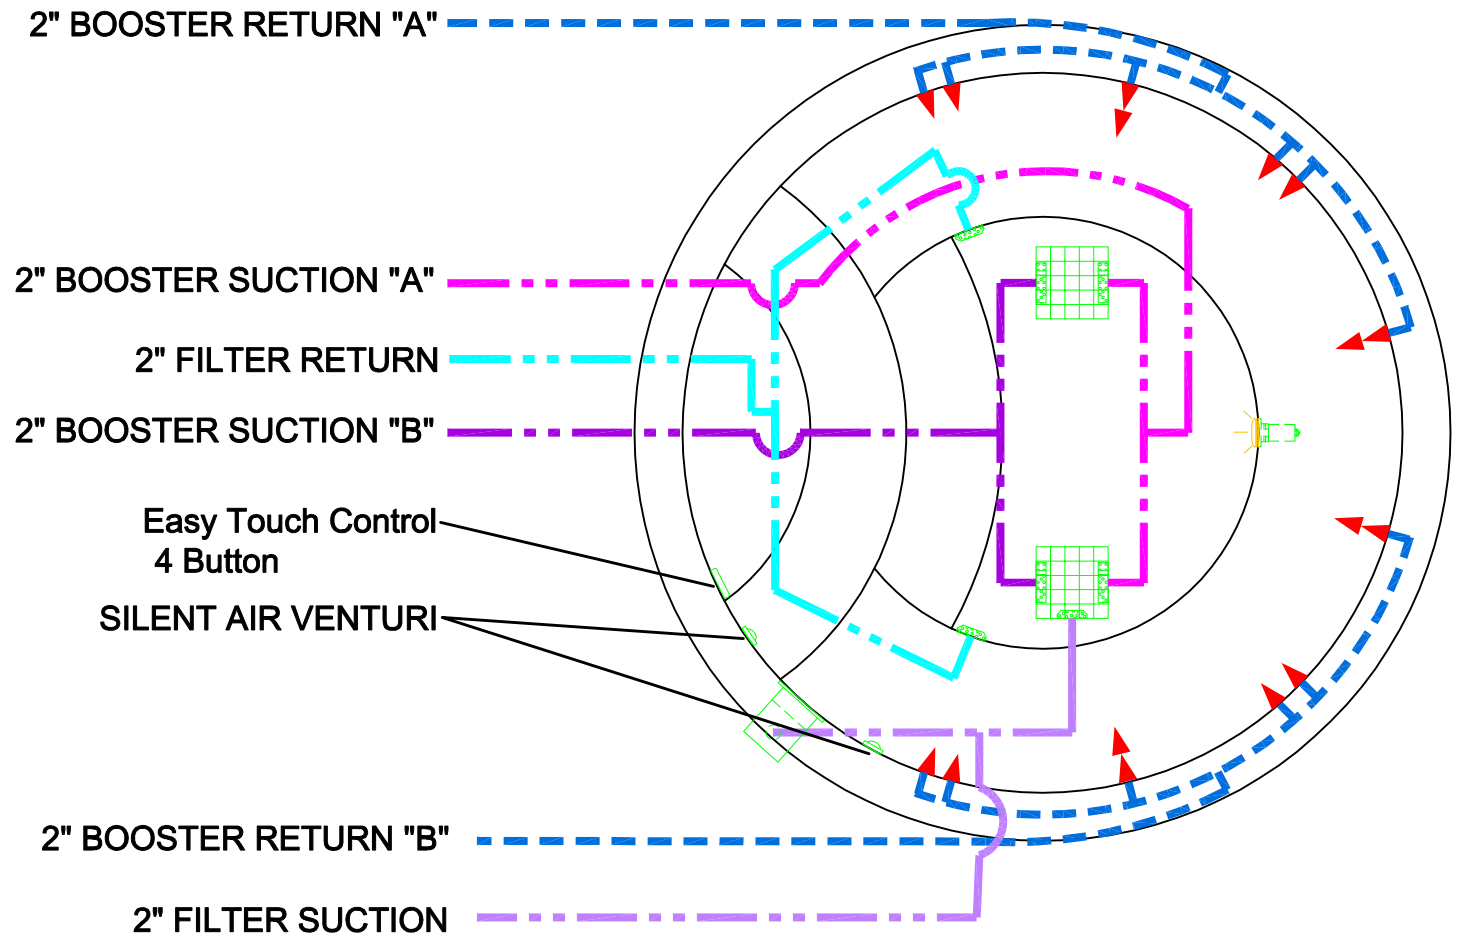 2" BOOSTER RETURN "A"
2" BOOSTER SUCTION "A"
2" FILTER RETURN
2" BOOSTER SUCTION "B"
Easy Touch Control
4 Button
SILENT AIR VENTURI
2" BOOSTER RETURN "B"
2" FILTER SUCTION